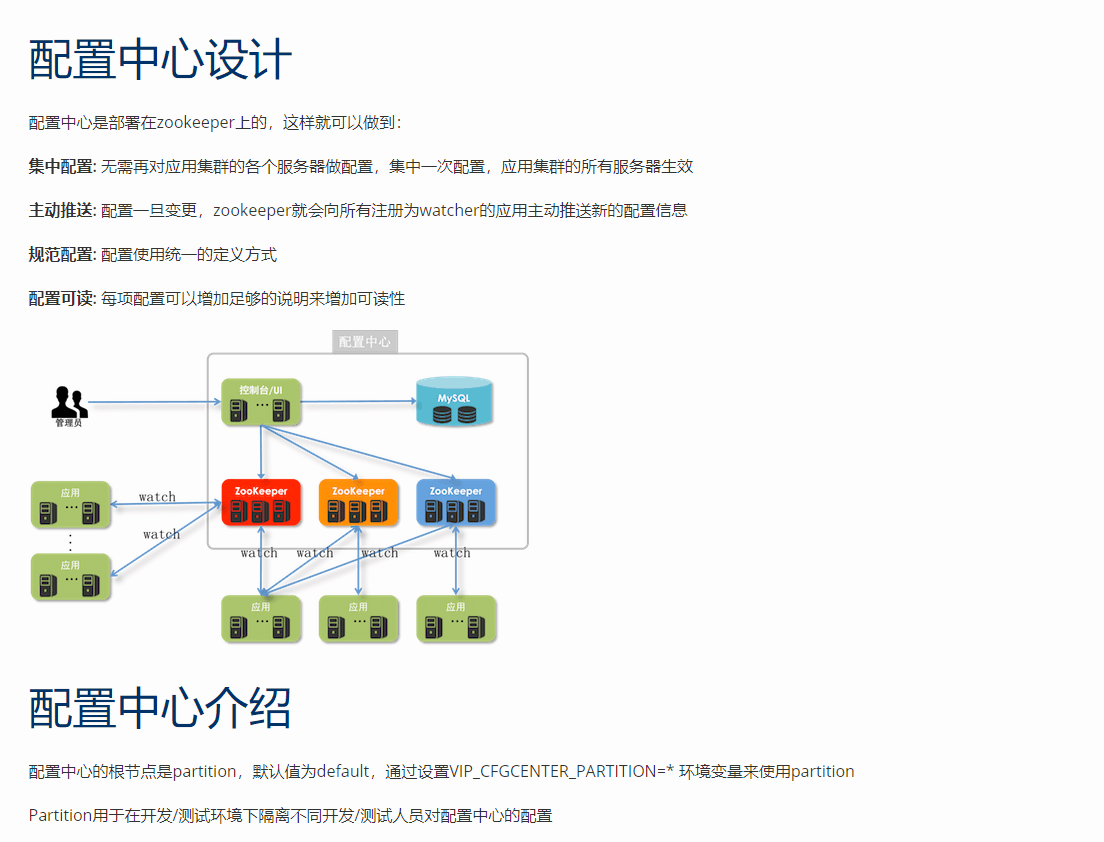 配置中心设计
配置中心是部署在zookeeper上的，这样就可以做到：
集中配置: 无需再对应用集群的各个服务器做配置，集中一次配置，应用集群的所有服务器生效
主动推送: 配置一旦变更，zookeeper就会向所有注册为watcher的应用主动推送新的配置信息
规范配置: 配置使用统一的定义方式
配置可读: 每项配置可以增加足够的说明来增加可读性
配置中心
控制台/UI
MySQL
管理员
ZooKeeper
ZooKeeper
ZooKeeper
应用
watch
watch
应用
watch
watch
watch
watch
应用
应用
应用
配置中心介绍
配置中心的根节点是partition，默认值为default，通过设置VIP_CFGCENTER_PARTITION=* 环境变量来使用partition
Partition用于在开发/测试环境下隔离不同开发/测试人员对配置中心的配置